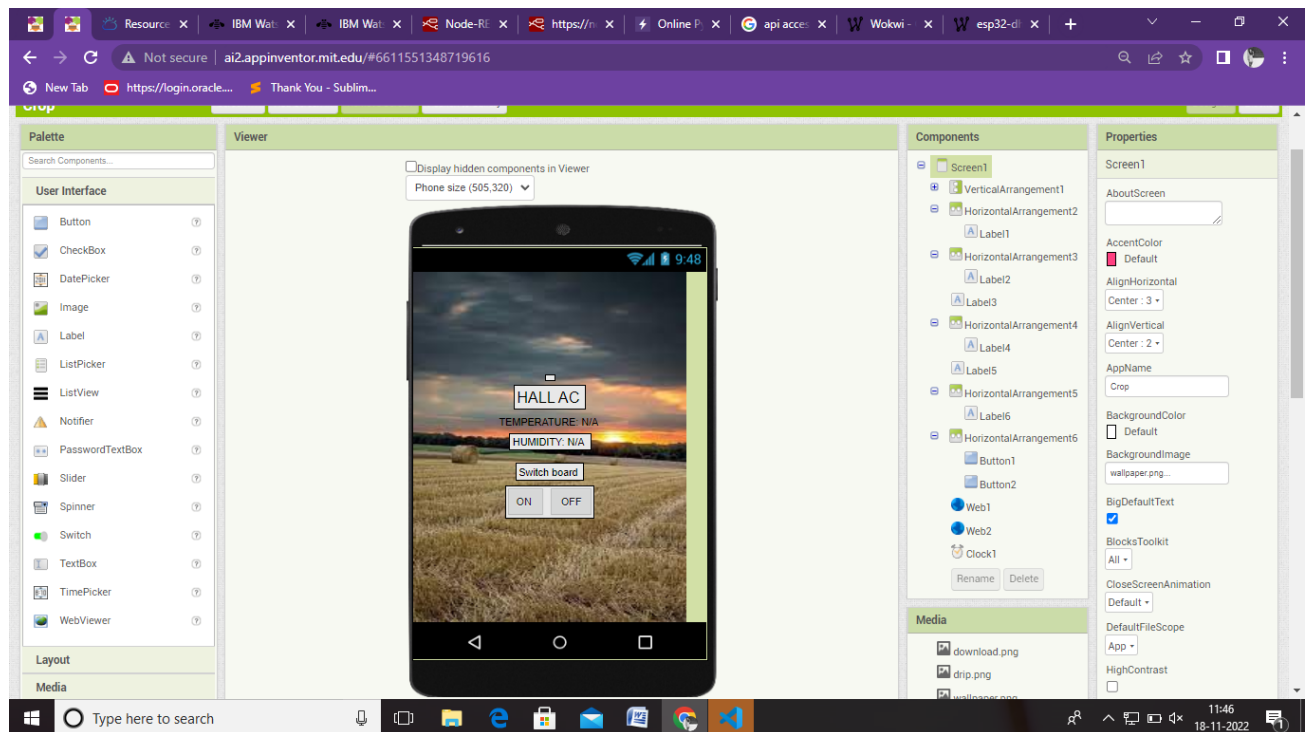 Resource
IBM Wat
IBM Wat
Node-RE
https://n
Online Py
api acces
Wokwi -
esp32-d
Not secure
ai2.appinventor.mit.edu/#6611551348719616
New Tab
https://login.oracle....
Thank You - Sublim...
Crop
Palette
Search Components...
User Interface
Button
CheckBox
DatePicker
Image
Label
ListPicker
ListView
Notifier
PasswordTextBox
Slider
Spinner
Switch
TextBox
TimePicker
WebViewer
Layout
Media
Viewer
Display hidden components in Viewer
Phone size (505,320)
9:48
HALL AC
TEMPERATURE: N/A
HUMIDITY: N/A
Switch board
ON OFF
Components
Screen1
VerticalArrangement1
HorizontalArrangement2
Label1
HorizontalArrangement3
Label2
Label3
HorizontalArrangement4
Label4
Label5
HorizontalArrangement5
Label6
HorizontalArrangement6
Button1
Button2
Web1
Web2
Clock1
Rename Delete
Media
download.png
drip.png
wallpaper.png
Properties
Screen1
AboutScreen
AccentColor
Default
AlignHorizontal
Center : 3
AlignVertical
Center : 2
AppName
Crop
BackgroundColor
Default
BackgroundImage
wallpaper.png...
BigDefaultText
BlocksToolkit
All
CloseScreenAnimation
Default
DefaultFileScope
App
HighContrast
Type here to search
11:46
18-11-2022
1